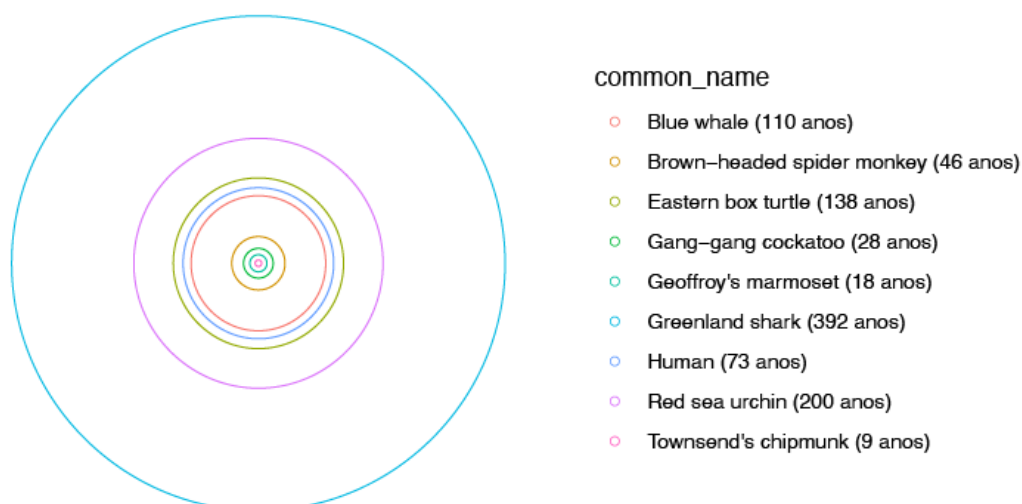 common_name
Blue whale (110 anos)
Brown−headed spider monkey (46 anos)
Eastern box turtle (138 anos)
Gang−gang cockatoo (28 anos)
Geoffroy's marmoset (18 anos)
Greenland shark (392 anos)
Human (73 anos)
Red sea urchin (200 anos)
Townsend's chipmunk (9 anos)